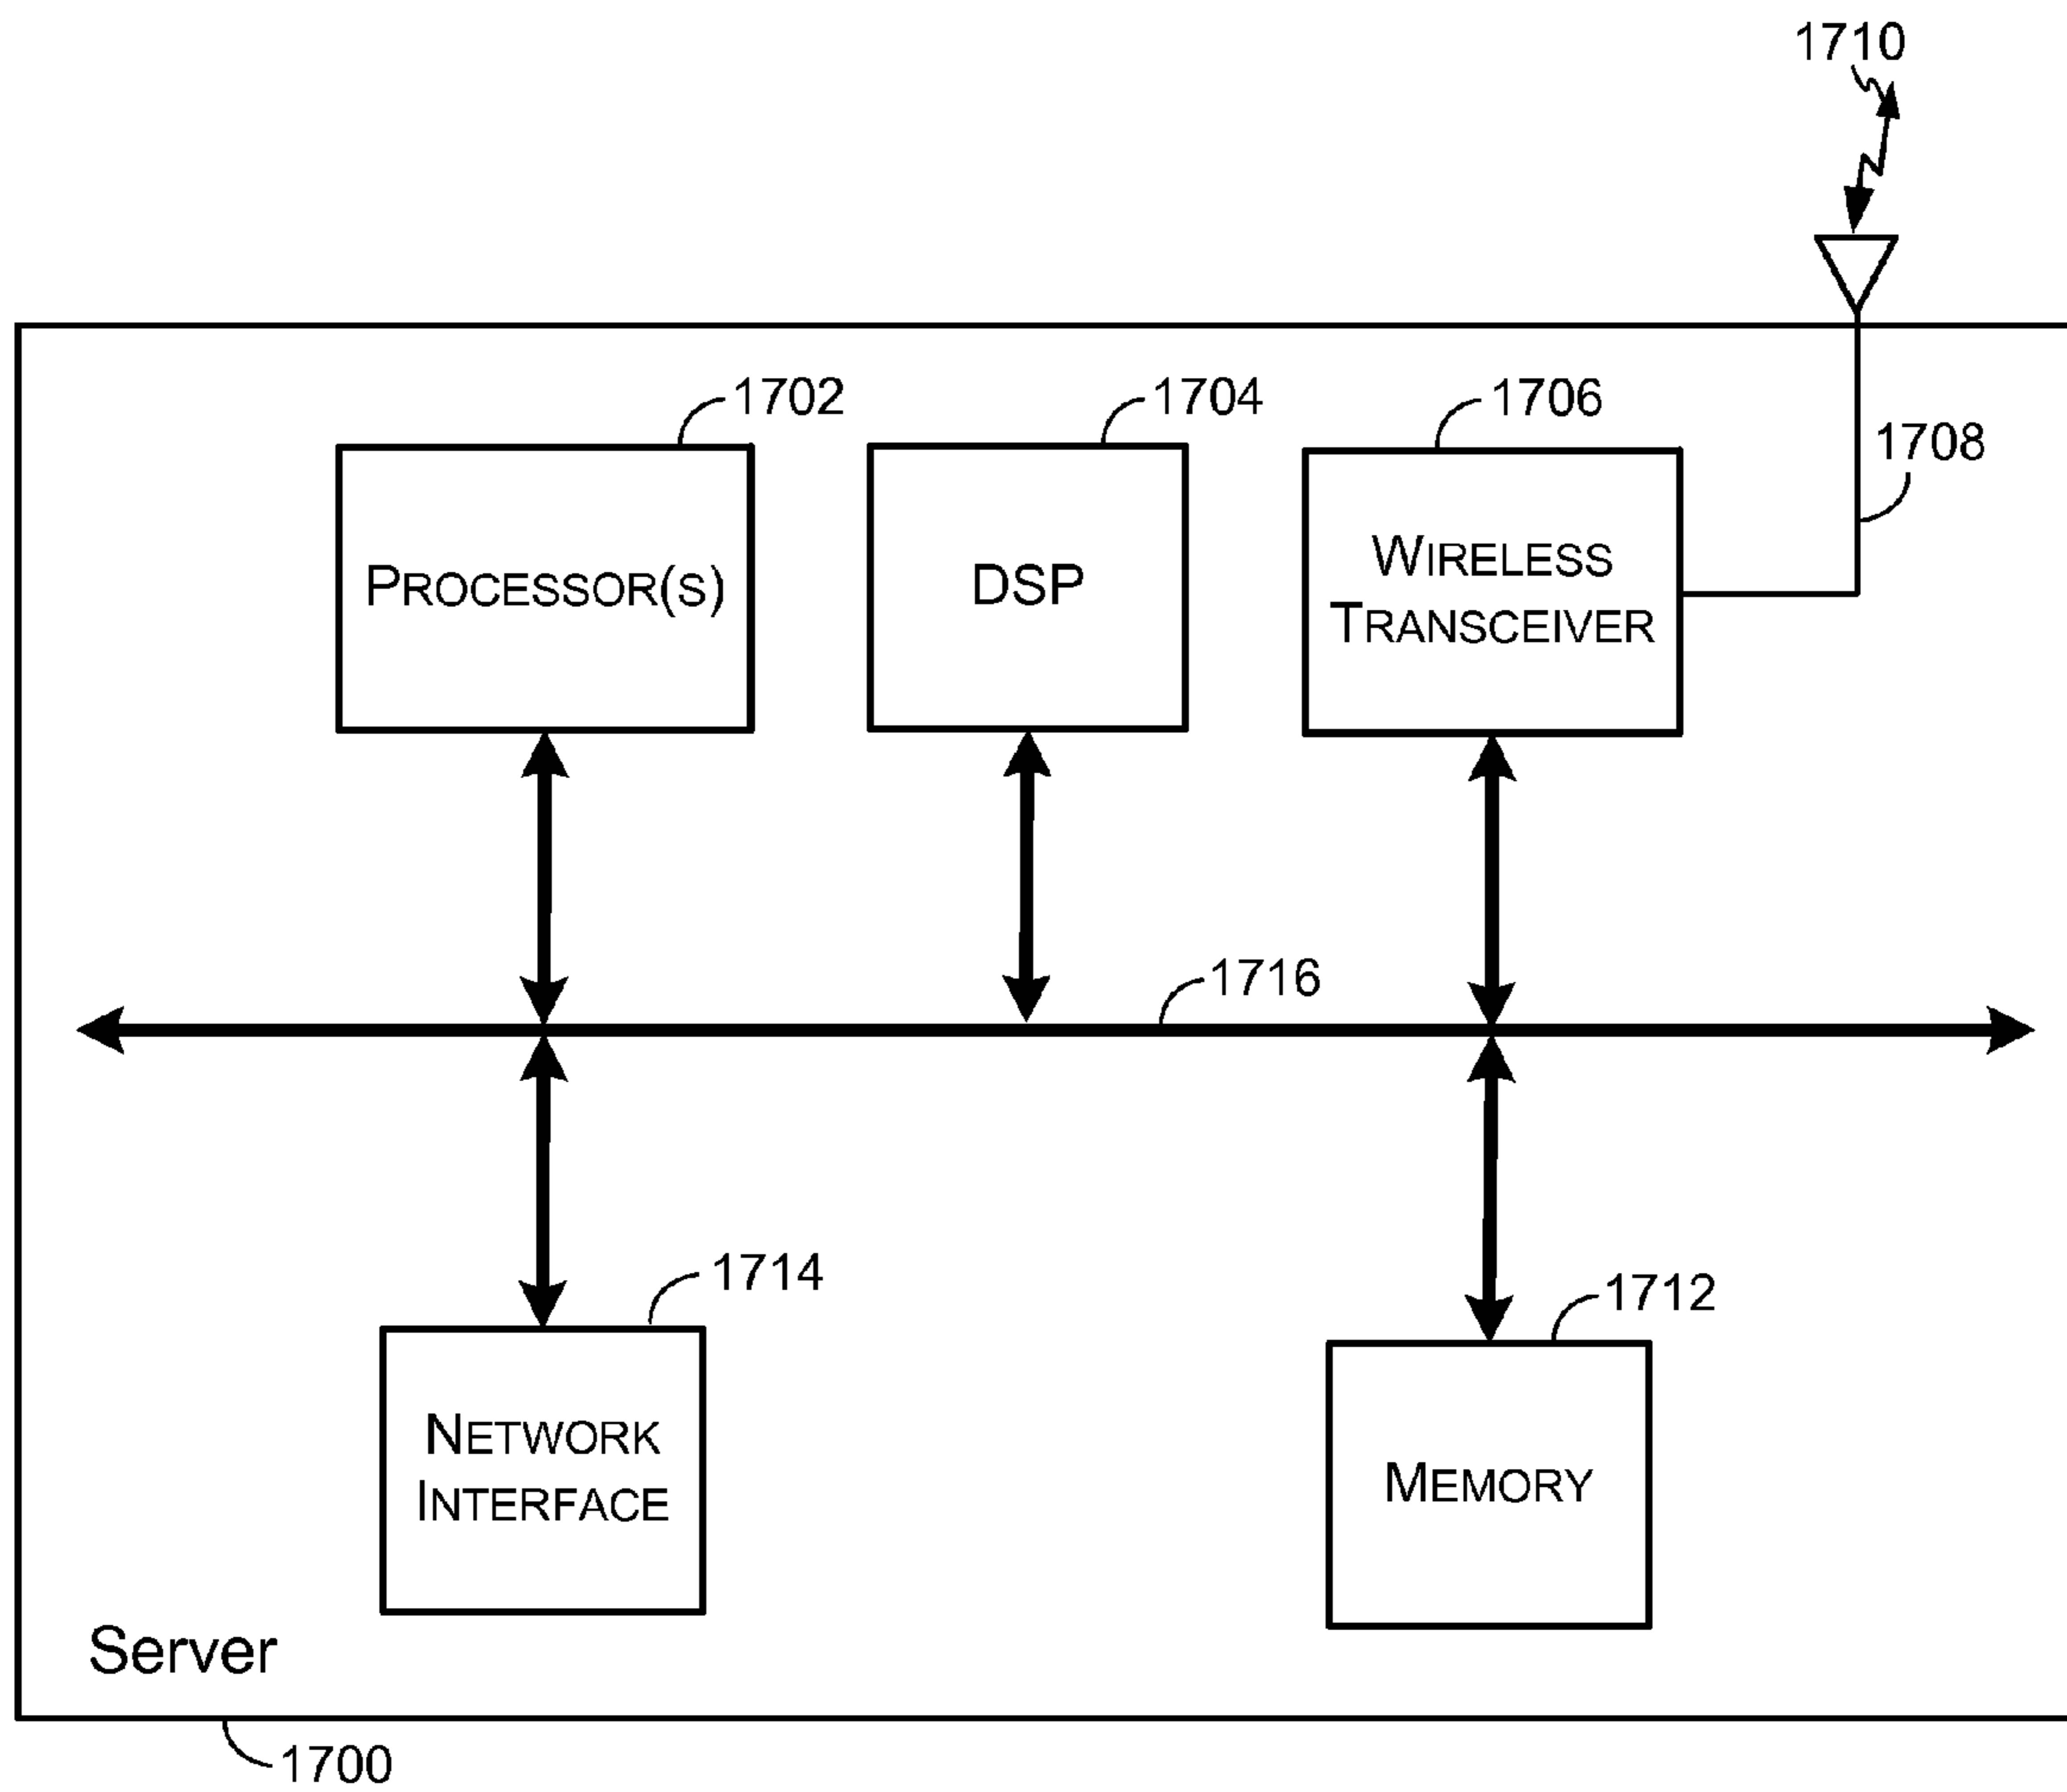 1710
1702
1704
1706
1708
PROCESSOR(S)
DSP
WIRELESS
TRANSCEIVER
1716
1714
1712
NETWORK
INTERFACE
MEMORY
Server
1700